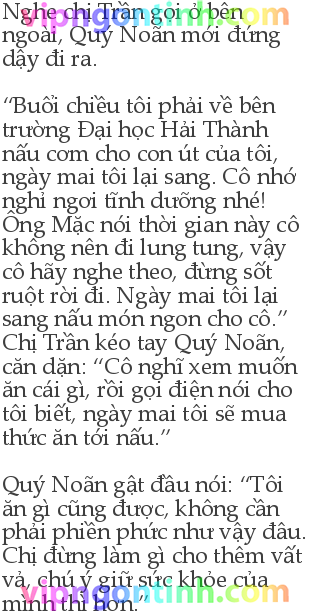 Nghe chị Trần gọi ở bên
ngoài, Quý Noãn mới đứng
dậy đi ra.
“Buổi chiều tôi phải về bên
trường Đại học Hải Thành
nấu cơm cho con út của tôi,
ngày mai tôi lại sang. Cô nhớ
nghỉ ngơi tĩnh dưỡng nhé!
Ông Mặc nói thời gian này cô
không nên đi lung tung, vậy
cô hãy nghe theo, đừng sốt
ruột rời đi. Ngày mai tôi lại
sang nấu món ngon cho cô.”
Chị Trần kéo tay Quý Noãn,
căn dặn: “Cô nghĩ xem muốn
ăn cái gì, rồi gọi điện nói cho
tôi biết, ngày mai tôi sẽ mua
thức ăn tới nấu.”
Quý Noãn gật đầu nói: “Tôi
ăn gì cũng được, không cần
phải phiền phức như vậy đâu.
Chị đừng làm gì cho thêm vất
vả, chú ý giữ sức khỏe của
mình thì hơn.”
vipngontinh.com
vipngontinh.com